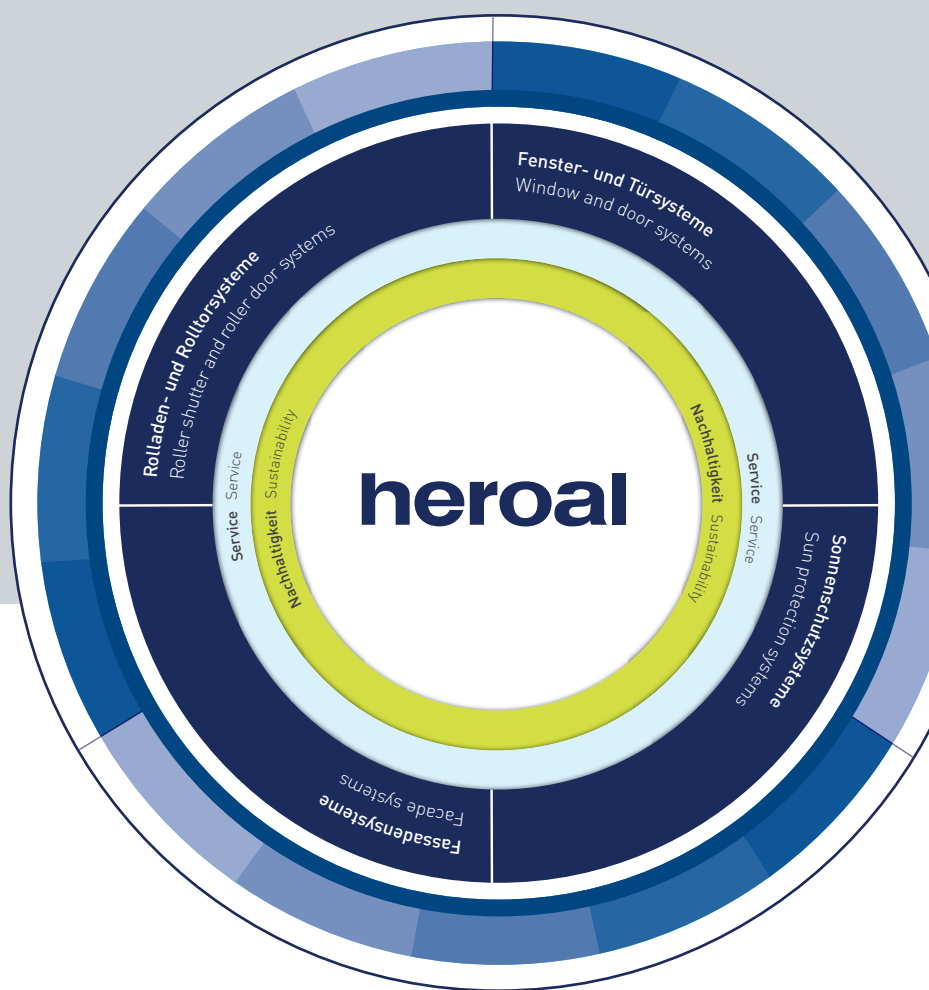 Fenster- und Türsysteme
Window and door systems
Rolladen- und Rolltorsysteme
Roller shutter and roller door systems
Sonnenschutzsysteme
Sun protection systems
Fassadensysteme
Facade systems
Service Service
Nachhaltigkeit Sustainability
Service Service
Nachhaltigkeit Sustainability
heroal